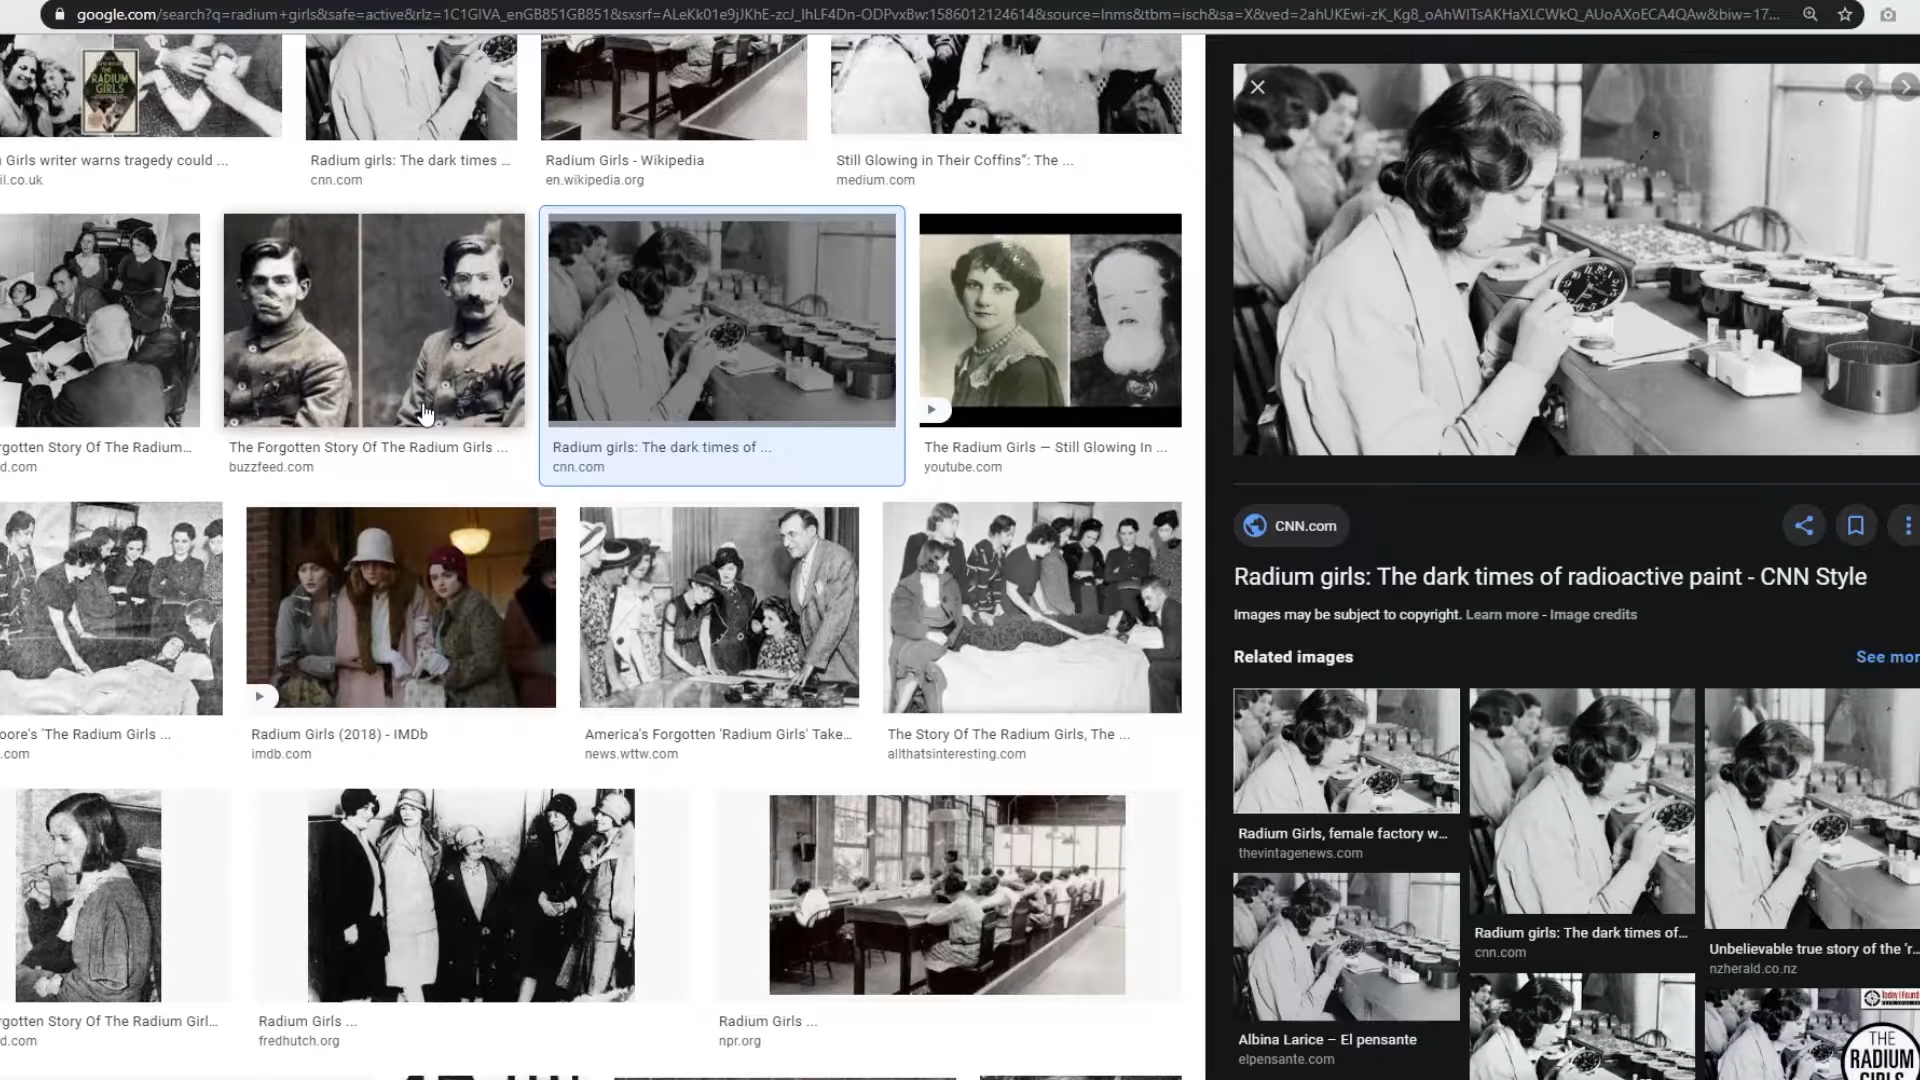 google.com/search?q=radium+girls&safe=active&rlz=1C1GIVA_enGB851GB851&sxsrf=ALeKk01e9jJKhE-zcJ_lhLF4Dn-ODPvxBw:1586012124614&source=lnms&tbm=isch&sa=X&ved=2ahUKEwi-zK_Kg8_oAhWITsAKHaXLCWkQ_AUoAXoECA4QAw&biw=17...
THE
RADIUM
GIRLS
Girls writer warns tragedy could ...
il.co.uk
Radium girls: The dark times ...
cnn.com
Radium Girls - Wikipedia
en.wikipedia.org
Still Glowing in Their Coffins”: The ...
medium.com
rgotten Story Of The Radium...
d.com
The Forgotten Story Of The Radium Girls ...
buzzfeed.com
Radium girls: The dark times of ...
cnn.com
The Radium Girls — Still Glowing In ...
youtube.com
oore's 'The Radium Girls ...
.com
Radium Girls (2018) - IMDb
imdb.com
America's Forgotten 'Radium Girls' Take...
news.wttw.com
The Story Of The Radium Girls, The ...
allthatsinteresting.com
rgotten Story Of The Radium Girl...
d.com
Radium Girls ...
fredhutch.org
Radium Girls ...
npr.org
CNN.com
Radium girls: The dark times of radioactive paint - CNN Style
Images may be subject to copyright. Learn more - Image credits
Related images
See mor
Radium Girls, female factory w...
thevintagenews.com
Radium girls: The dark times of...
cnn.com
Unbelievable true story of the 'r...
nzherald.co.nz
Albina Larice – El pensante
elpensante.com
Today I Found
THE
RADIUM
GIRLS